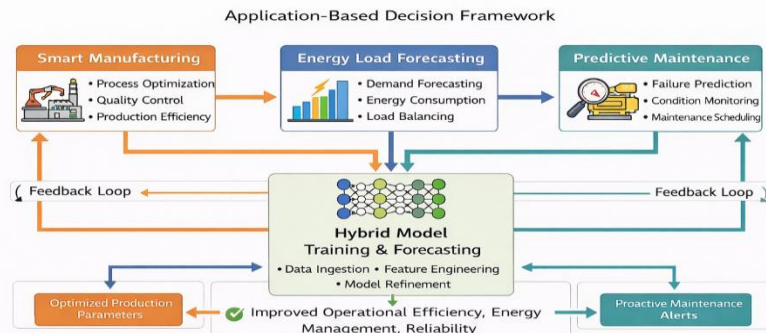 Application-Based Decision Framework
Smart Manufacturing
• Process Optimization
• Quality Control
• Production Efficiency
Energy Load Forecasting
• Demand Forecasting
• Energy Consumption
• Load Balancing
Predictive Maintenance
• Failure Prediction
• Condition Monitoring
• Maintenance Scheduling
Feedback Loop
Feedback Loop
Hybrid Model
Training & Forecasting
• Data Ingestion • Feature Engineering
• Model Refinement
Optimized Production
Parameters
Improved Operational Efficiency, Energy
Management, Reliability
Proactive Maintenance
Alerts